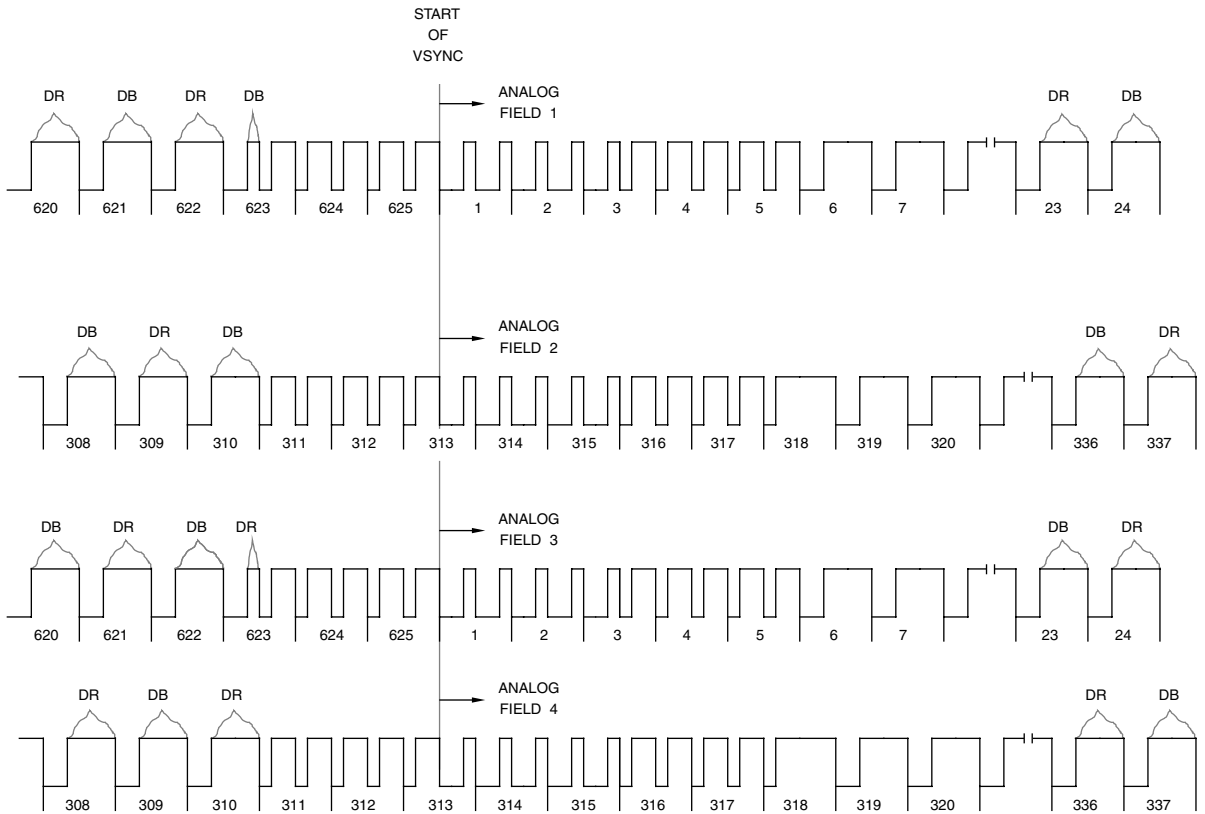 START
OF
VSYNC
ANALOG
FIELD 1
DR DB DR DB DR DB
620 621 622 623 624 625 1 2 3 4 5 6 7 23 24
ANALOG
FIELD 2
DB DR DB DB DR
308 309 310 311 312 313 314 315 316 317 318 319 320 336 337
ANALOG
FIELD 3
DB DR DB DR DB DR
620 621 622 623 624 625 1 2 3 4 5 6 7 23 24
ANALOG
FIELD 4
DR DB DR DR DB
308 309 310 311 312 313 314 315 316 317 318 319 320 336 337